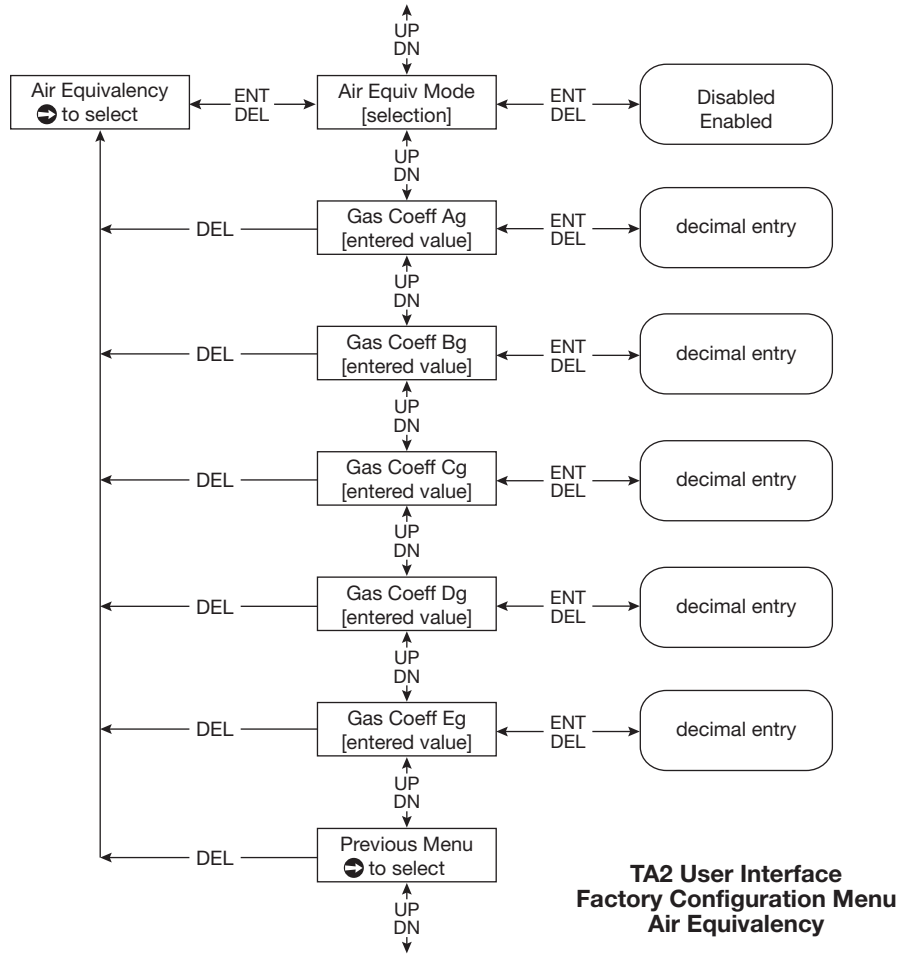 UP
DN
Air Equivalency
to select
ENT
DEL
Air Equiv Mode
[selection]
ENT
DEL
Disabled
Enabled
UP
DN
DEL
Gas Coeff Ag
[entered value]
ENT
DEL
decimal entry
UP
DN
DEL
Gas Coeff Bg
[entered value]
ENT
DEL
decimal entry
UP
DN
DEL
Gas Coeff Cg
[entered value]
ENT
DEL
decimal entry
UP
DN
DEL
Gas Coeff Dg
[entered value]
ENT
DEL
decimal entry
UP
DN
DEL
Gas Coeff Eg
[entered value]
ENT
DEL
decimal entry
UP
DN
DEL
Previous Menu
to select
UP
DN
TA2 User Interface
Factory Configuration Menu
Air Equivalency